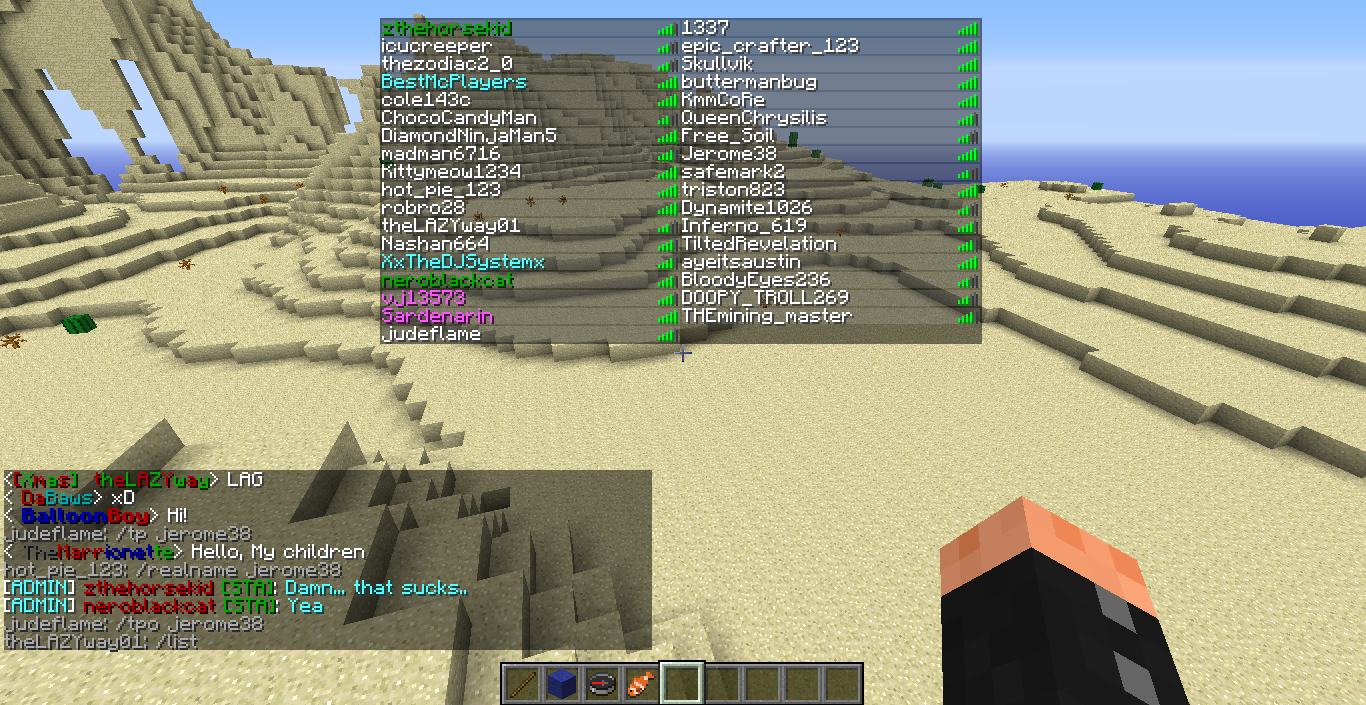 zthehorsekid
icucreeper
thezodiac2_0
BestMcPlayers
cole143c
ChocoCandyMan
DiamondNinjaMan5
madman6716
Kittymeow1234
hot_pie_123
robro28
theLAZYway01
Nashan664
XxTheDJSystemx
neroblackcat
vj13573
Sardenarin
judeflame
1337
epic_crafter_123
Skullvik
buttermanbug
KmmCoRe
QueenChrysilis
Free_Soil
Jerome38
safemark2
triston823
Dynamite1026
Inferno_619
TiltedRevelation
ayeitsaustin
BloodyEyes236
DOOPY_TROLL269
THEmining_master
<[Xmas] theLAZYway> LAG
< DaBaws> xD
< BalloonBoy> Hi!
judeflame: /tp jerome38
< TheMarrionette> Hello, My children
hot_pie_123: /realname jerome38
[ADMIN] zthehorsekid [STA]: Damn... that sucks..
[ADMIN] neroblackcat [STA]: Yea
judeflame: /tpo jerome38
theLAZYway01: /list